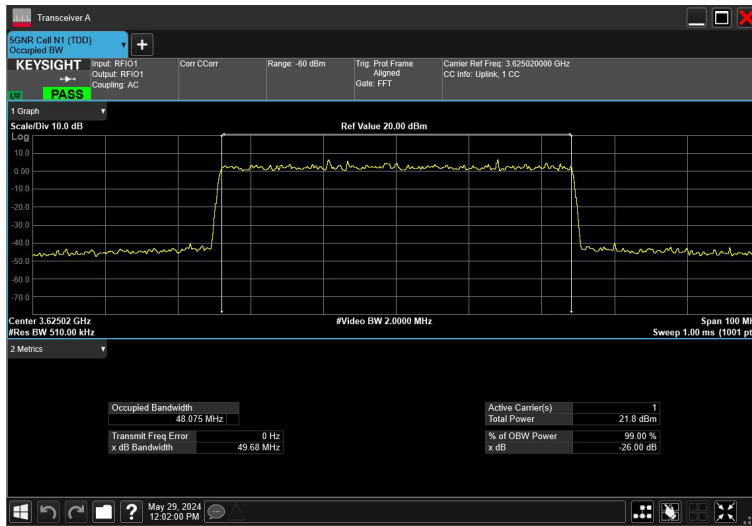 Transceiver A
5GNR Cell N1 (TDD)
Occupied BW
KEYSIGHT
PASS
Input: RFIO1
Output: RFIO1
Coupling: AC
Corr CCorr
Range: -60 dBm
Trig: Prot Frame
Aligned
Gate: FFT
Carrier Ref Freq: 3.625020000 GHz
CC Info: Uplink, 1 CC
1 Graph
Scale/Div 10.0 dB
Ref Value 20.00 dBm
Log
10.0
0.00
-10.0
-20.0
-30.0
-40.0
-50.0
-60.0
-70.0
Center 3.62502 GHz
#Video BW 2.0000 MHz
Span 100
#Res BW 510.00 kHz
Sweep 1.00 ms (1001
2 Metrics
Occupied Bandwidth
48.075 MHz
Active Carrier(s) 1
Total Power 21.8 dBm
Transmit Freq Error 0 Hz
x dB Bandwidth 49.68 MHz
% of OBW Power 99.00 %
x dB -26.00 dB
?
May 29, 2024
12:02:00 PM